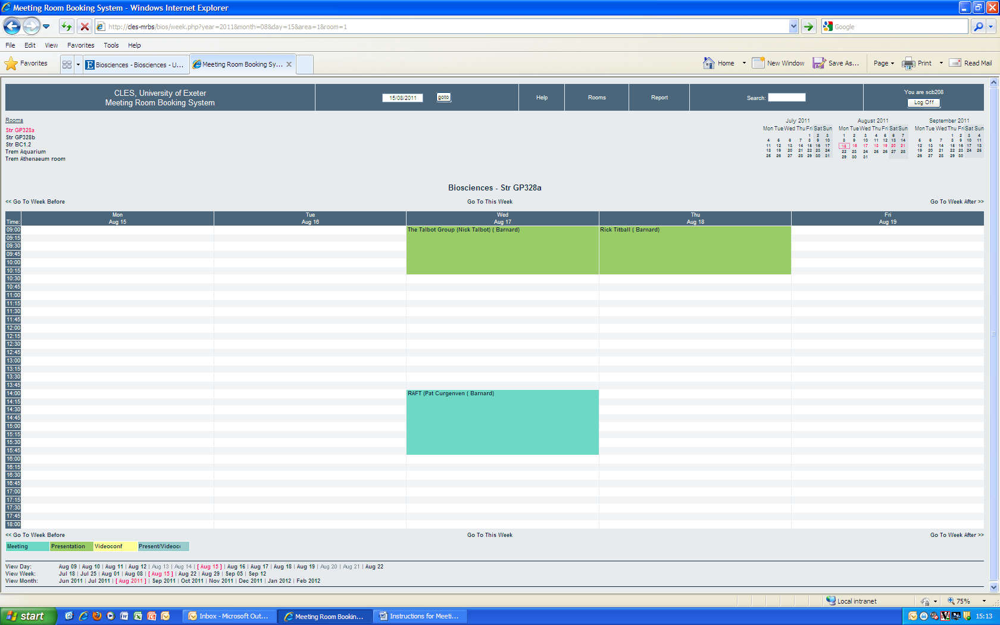 Meeting Room Booking System - Windows Internet Explorer
http://cles-mrbs/bios/week.php?year=2011&month=08&day=15&area=1&room=1
Google
File Edit View Favorites Tools Help
Favorites
Biosciences - Biosciences - U...
Meeting Room Booking Sy...
Home New Window Save As... Page Print Read Mail
CLES, University of Exeter
Meeting Room Booking System
15/08/2011 goto
Help Rooms Report
Search:
You are scb208
Log Off
Rooms
Str GP328a
Str GP328b
Str BC1.2
Trem Aquarium
Trem Athenaeum room
July 2011
Mon Tue Wed Thu Fri Sat Sun
1 2 3
4 5 6 7 8 9 10
11 12 13 14 15 16 17
18 19 20 21 22 23 24
25 26 27 28 29 30 31
August 2011
Mon Tue Wed Thu Fri Sat Sun
1 2 3 4 5 6 7
8 9 10 11 12 13 14
15 16 17 18 19 20 21
22 23 24 25 26 27 28
29 30 31
September 2011
Mon Tue Wed Thu Fri Sat Sun
1 2 3 4
5 6 7 8 9 10 11
12 13 14 15 16 17 18
19 20 21 22 23 24 25
26 27 28 29 30
Biosciences - Str GP328a
<< Go To Week Before Go To This Week Go To Week After >>
Time: Mon Aug 15 Tue Aug 16 Wed Aug 17 Thu Aug 18 Fri Aug 19
09:00 The Talbot Group (Nick Talbot) ( Barnard) Rick Titball ( Barnard)
09:15
09:30
09:45
10:00
10:15
10:30
10:45
11:00
11:15
11:30
11:45
12:00
12:15
12:30
12:45
13:00
13:15
13:30
13:45
14:00 RAFT (Pat Curgenven ( Barnard)
14:15
14:30
14:45
15:00
15:15
15:30
15:45
16:00
16:15
16:30
16:45
17:00
17:15
17:30
17:45
18:00
<< Go To Week Before Go To This Week Go To Week After >>
Meeting Presentation Videoconf Present/Videoc
View Day: Aug 09 | Aug 10 | Aug 11 | Aug 12 | Aug 13 | Aug 14 | [ Aug 15 ] | Aug 16 | Aug 17 | Aug 18 | Aug 19 | Aug 20 | Aug 21 | Aug 22
View Week: Jul 18 | Jul 25 | Aug 01 | Aug 08 | [ Aug 15 ] | Aug 22 | Aug 29 | Sep 05 | Sep 12
View Month: Jun 2011 | Jul 2011 | [ Aug 2011 ] | Sep 2011 | Oct 2011 | Nov 2011 | Dec 2011 | Jan 2012 | Feb 2012
Local intranet 75%
start
Inbox - Microsoft Out...
Meeting Room Bookin...
Instructions for Meeti...
15:13